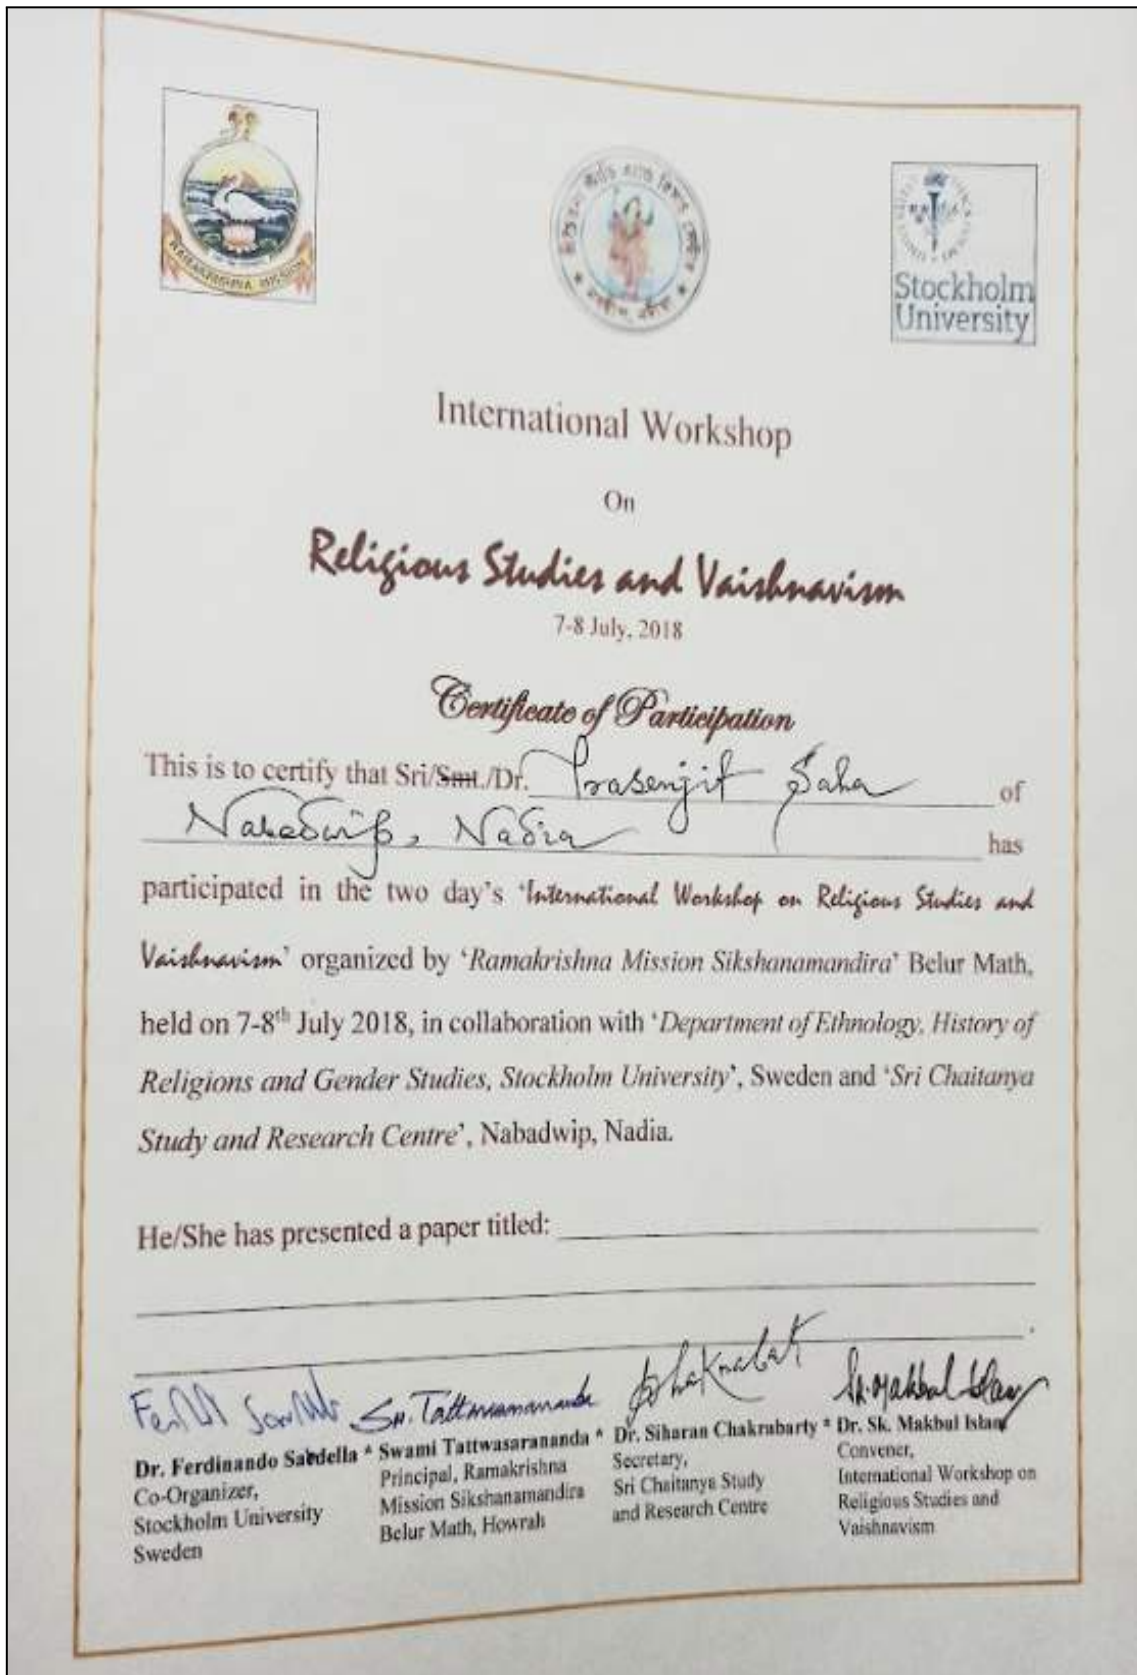 RAMAKRISHNA MISSION
Stockholm
University
International Workshop
On
Religious Studies and Vaishnavism
7-8 July, 2018
Certificate of Participation
This is to certify that Sri/Smt./Dr. Prasenjit Saha of
Nabadwip, Nadia has
participated in the two day's 'International Workshop on Religious Studies and
Vaishnavism' organized by 'Ramakrishna Mission Sikshanamandira' Belur Math,
held on 7-8th July 2018, in collaboration with 'Department of Ethnology, History of
Religions and Gender Studies, Stockholm University', Sweden and 'Sri Chaitanya
Study and Research Centre', Nabadwip, Nadia.
He/She has presented a paper titled:
Sw. Tattwasarananda
Sk. Makbul Islam
Dr. Ferdinando Sardella * Swami Tattwasarananda * Dr. Siharan Chakrabarty * Dr. Sk. Makbul Islam
Co-Organizer,
Stockholm University
Sweden
Principal, Ramakrishna
Mission Sikshanamandira
Belur Math, Howrah
Secretary,
Sri Chaitanya Study
and Research Centre
Convener,
International Workshop on
Religious Studies and
Vaishnavism